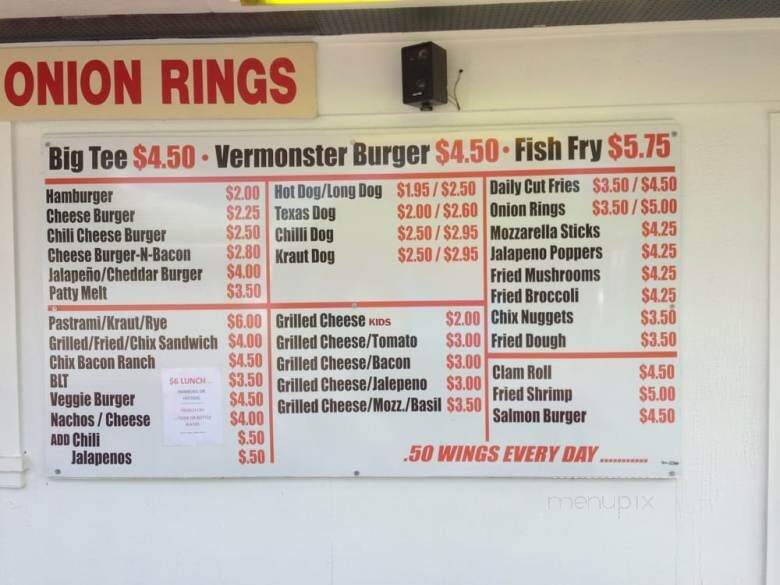 ONION RINGS
Big Tee $4.50 • Vermonster Burger $4.50 • Fish Fry $5.75
Hamburger $2.00
Cheese Burger $2.25
Chili Cheese Burger $2.50
Cheese Burger-N-Bacon $2.80
Jalapeño/Cheddar Burger $4.00
Patty Melt $3.50
Hot Dog/Long Dog $1.95 / $2.50
Texas Dog $2.00 / $2.60
Chilli Dog $2.50 / $2.95
Kraut Dog $2.50 / $2.95
Daily Cut Fries $3.50 / $4.50
Onion Rings $3.50 / $5.00
Mozzarella Sticks $4.25
Jalapeno Poppers $4.25
Fried Mushrooms $4.25
Fried Broccoli $4.25
Chix Nuggets $3.50
Fried Dough $3.50
Pastrami/Kraut/Rye $6.00
Grilled/Fried/Chix Sandwich $4.00
Chix Bacon Ranch $4.50
BLT $3.50
Veggie Burger $4.50
Nachos / Cheese $4.00
ADD Chili $.50
Jalapenos $.50
$6 LUNCH
Grilled Cheese KIDS $2.00
Grilled Cheese/Tomato $3.00
Grilled Cheese/Bacon $3.00
Grilled Cheese/Jalepeno $3.00
Grilled Cheese/Mozz./Basil $3.50
Clam Roll $4.50
Fried Shrimp $5.00
Salmon Burger $4.50
.50 WINGS EVERY DAY ...........
menupix